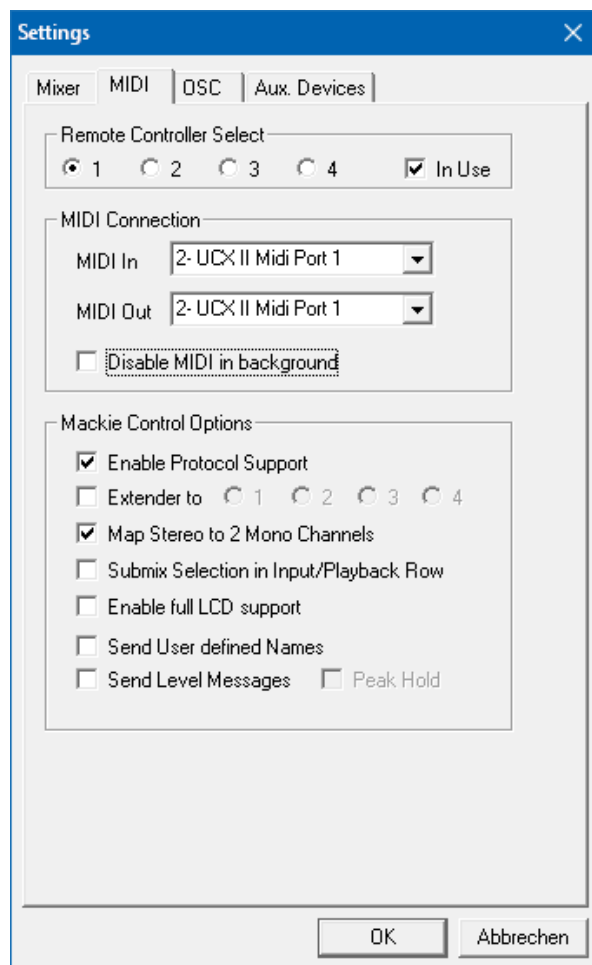 Settings
Mixer MIDI OSC Aux. Devices
Remote Controller Select
1 2 3 4 In Use
MIDI Connection
MIDI In 2- UCX II Midi Port 1
MIDI Out 2- UCX II Midi Port 1
Disable MIDI in background
Mackie Control Options
Enable Protocol Support
Extender to 1 2 3 4
Map Stereo to 2 Mono Channels
Submix Selection in Input/Playback Row
Enable full LCD support
Send User defined Names
Send Level Messages Peak Hold
OK Abbrechen